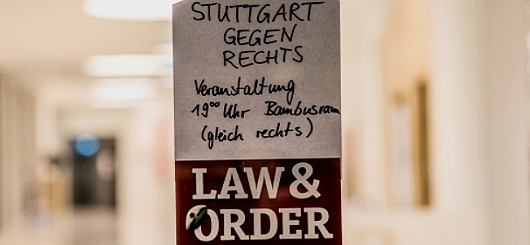 STUTTGART
GEGEN
RECHTS
Veranstaltung
19⁰⁰ Uhr Bambusraum
(gleich rechts)
LAW &
ORDER